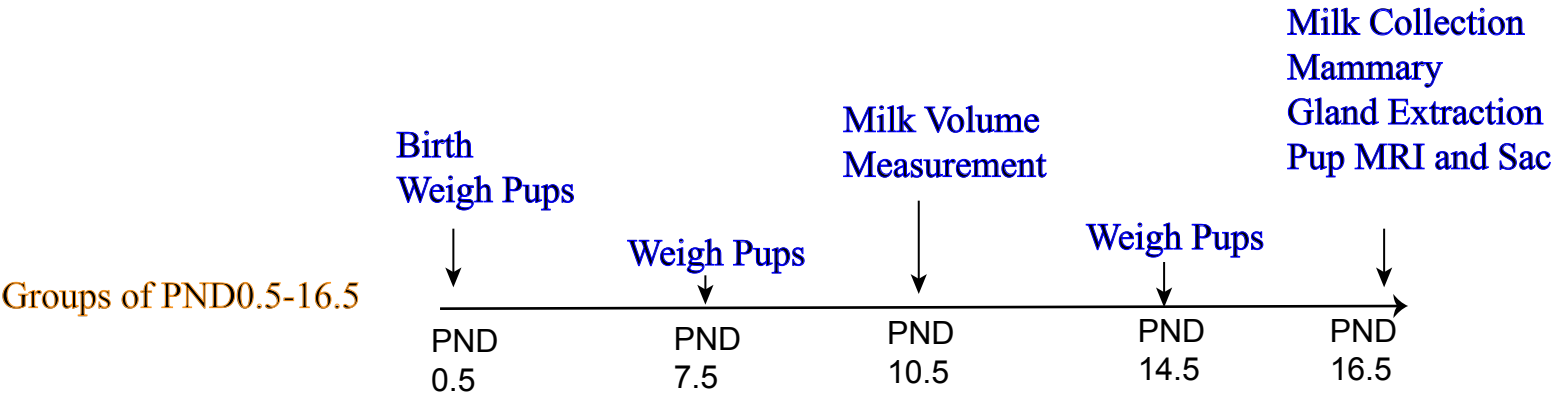 Milk Collection
Mammary
Gland Extraction
Pup MRI and Sac
Milk Volume
Measurement
Birth
Weigh Pups
Weigh Pups
Weigh Pups
Groups of PND0.5-16.5
PND
0.5
PND
7.5
PND
10.5
PND
14.5
PND
16.5